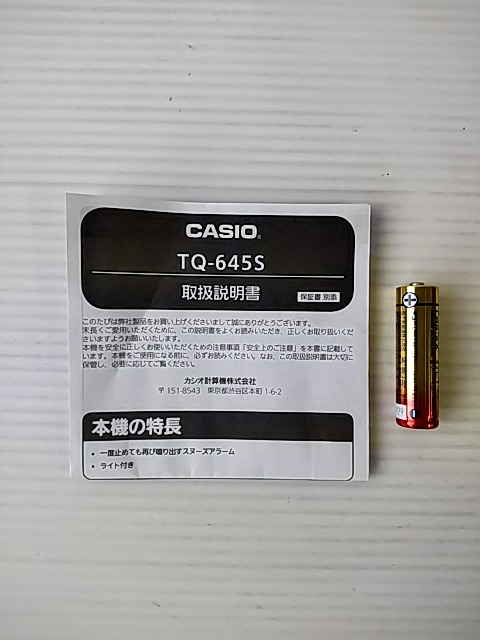 CASIO®
TQ-645S
取扱説明書
保証書 別添
このたびは弊社製品をお買い上げくださいまして誠にありがとうございます。
末長くご愛用いただくために、この説明書をよくお読みいただき、正しくお取り扱いくだ
さいますようお願いいたします。
本機を安全に正しくお使いいただくための注意事項「安全上のご注意」を本書に記載して
います。本機をご使用になる前に、必ずお読みください。なお、この取扱説明書は大切に
保管し、必要に応じてご覧ください。
カシオ計算機株式会社
〒151-8543 東京都渋谷区本町1-6-2
本機の特長
• 一度止めても再び鳴り出すスヌーズアラーム
• ライト付き